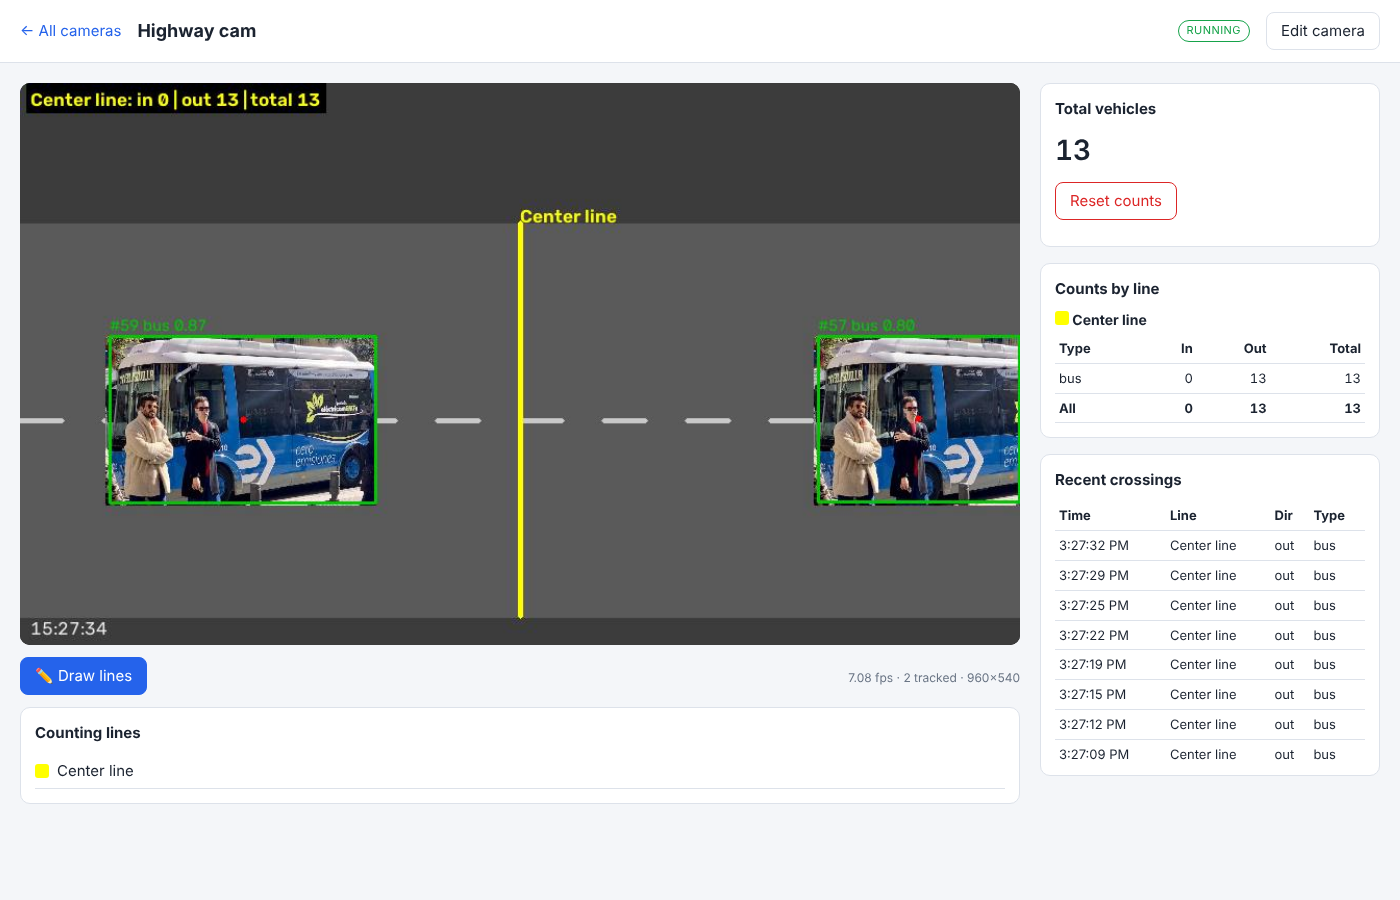 ← All cameras
Highway cam
RUNNING
Edit camera
Center line: in 0 | out 13 | total 13
Center line
#59 bus 0.87
#57 bus 0.80
cero
emisiones
15:27:34
✏️ Draw lines
7.08 fps · 2 tracked · 960×540
Counting lines
Center line
Total vehicles
13
Reset counts
Counts by line
Center line
Type In Out Total
bus 0 13 13
All 0 13 13
Recent crossings
Time Line Dir Type
3:27:32 PM Center line out bus
3:27:29 PM Center line out bus
3:27:25 PM Center line out bus
3:27:22 PM Center line out bus
3:27:19 PM Center line out bus
3:27:15 PM Center line out bus
3:27:12 PM Center line out bus
3:27:09 PM Center line out bus